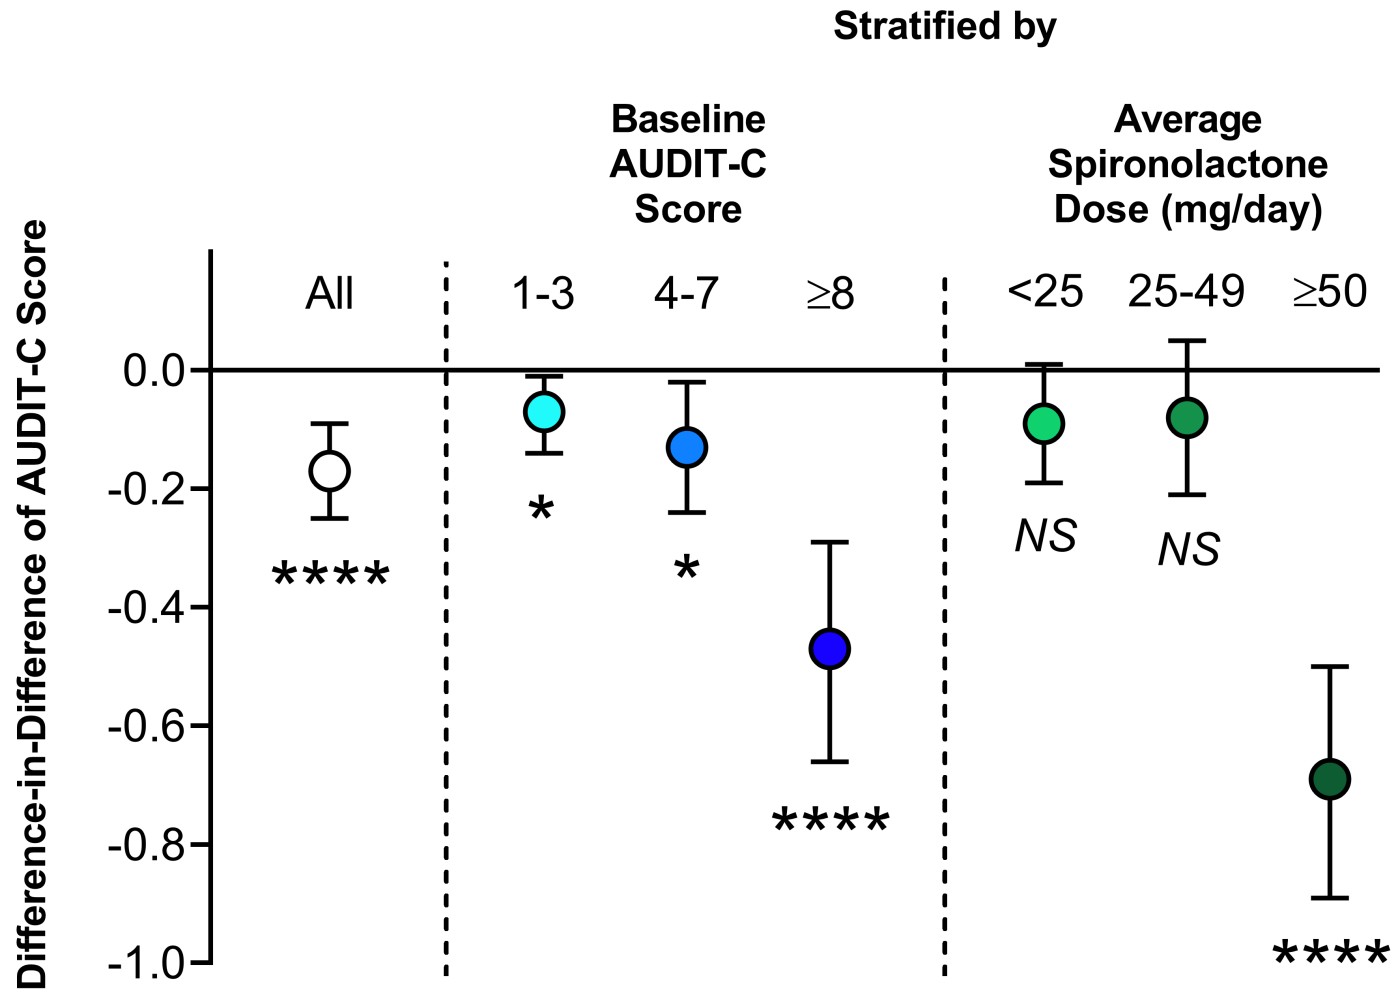 Stratified by
Baseline
AUDIT-C
Score
Average
Spironolactone
Dose (mg/day)
Difference-in-Difference of AUDIT-C Score
All
1-3
4-7
≥8
<25
25-49
≥50
0.0
-0.2
-0.4
-0.6
-0.8
-1.0
****
*
*
****
NS
NS
****